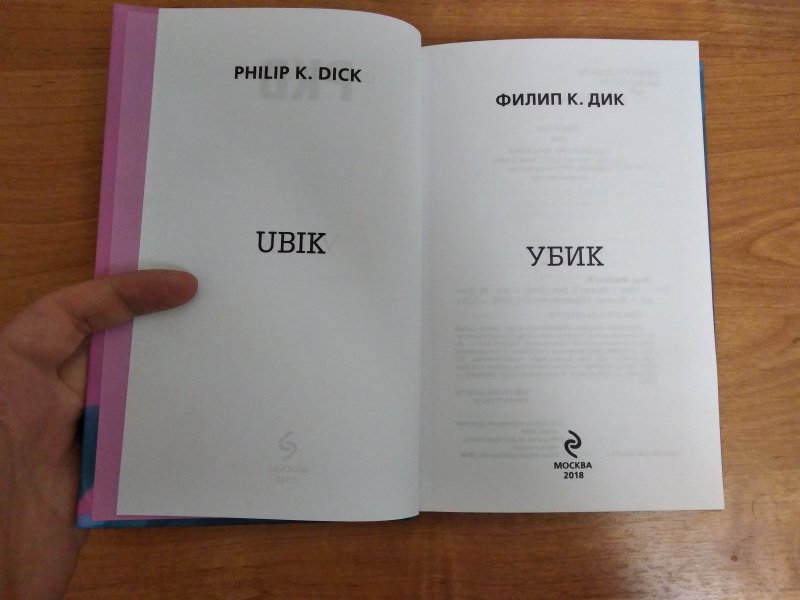 PHILIP K. DICK
UBIK
ФИЛИП К. ДИК
УБИК
МОСКВА
2018